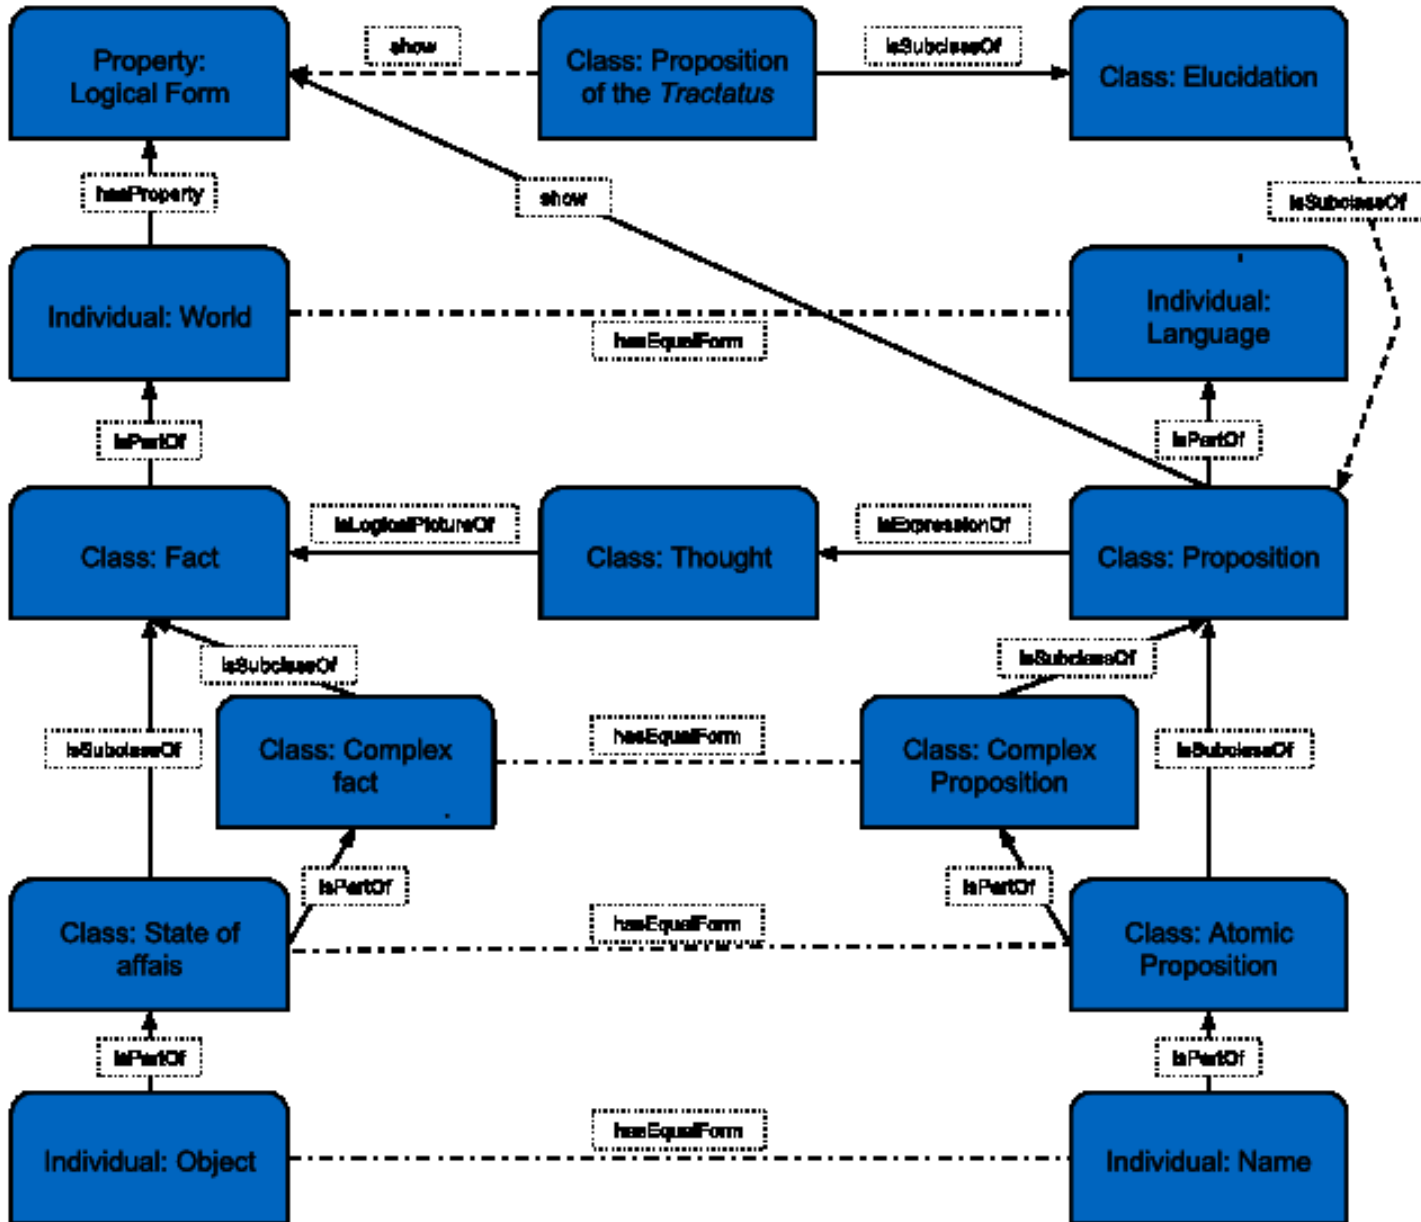 Property:
Logical Form
show
Class: Proposition
of the Tractatus
isSubclassOf
Class: Elucidation
hasProperty
show
isSubclassOf
Individual: World
hasEqualForm
Individual:
Language
isPartOf
isPartOf
Class: Fact
isLogicalPictureOf
Class: Thought
isExpressionOf
Class: Proposition
isSubclassOf
isSubclassOf
isSubclassOf
Class: Complex
fact
hasEqualForm
Class: Complex
Proposition
isSubclassOf
isPartOf
isPartOf
Class: State of
affais
hasEqualForm
Class: Atomic
Proposition
isPartOf
isPartOf
Individual: Object
hasEqualForm
Individual: Name